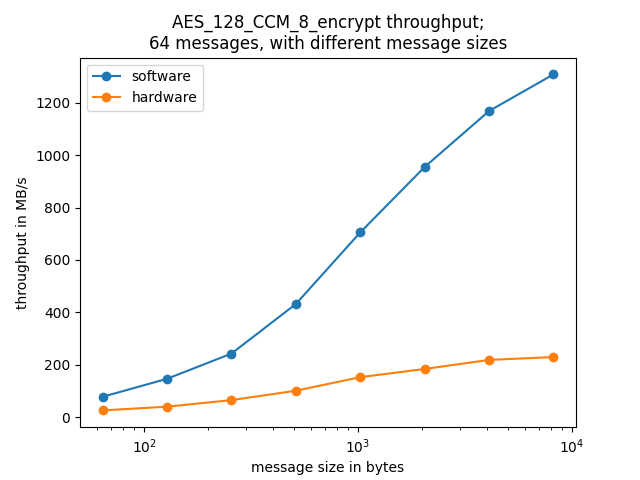 AES_128_CCM_8_encrypt throughput;
64 messages, with different message sizes
software
hardware
throughput in MB/s
1200
1000
800
600
400
200
0
10²
10³
10⁴
message size in bytes